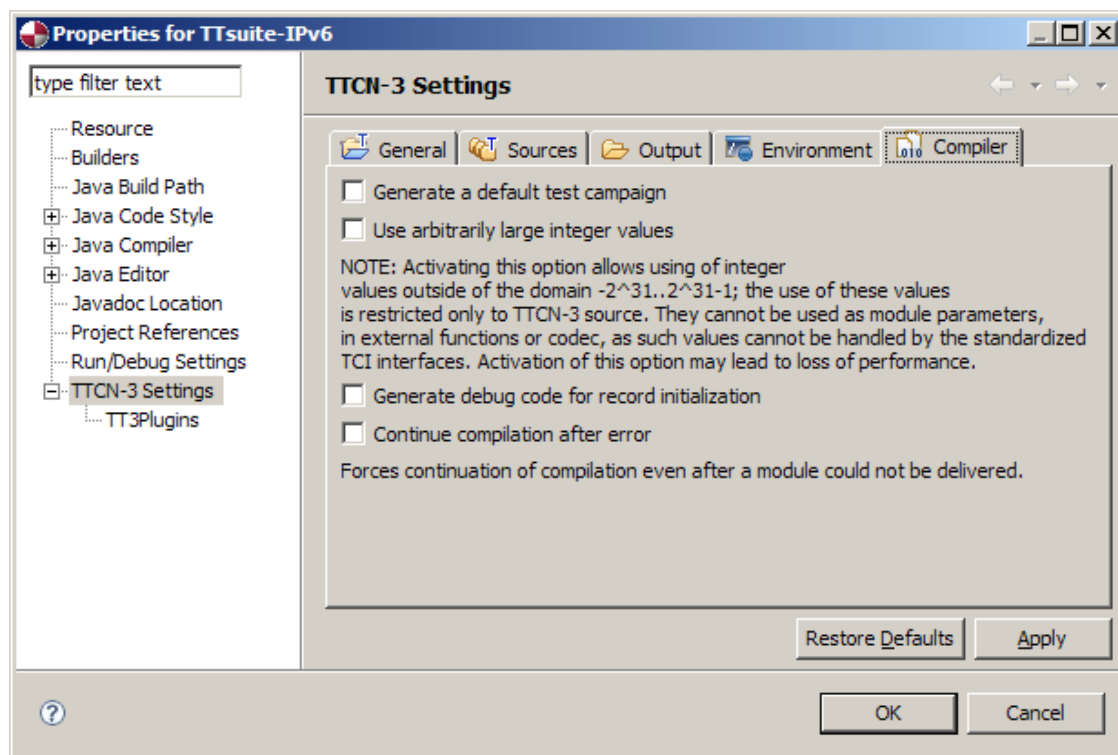 Properties for TTsuite-IPv6
type filter text
Resource
Builders
Java Build Path
Java Code Style
Java Compiler
Java Editor
Javadoc Location
Project References
Run/Debug Settings
TTCN-3 Settings
TT3Plugins
TTCN-3 Settings
General Sources Output Environment Compiler
Generate a default test campaign
Use arbitrarily large integer values
NOTE: Activating this option allows using of integer
values outside of the domain -2^31..2^31-1; the use of these values
is restricted only to TTCN-3 source. They cannot be used as module parameters,
in external functions or codec, as such values cannot be handled by the standardized
TCI interfaces. Activation of this option may lead to loss of performance.
Generate debug code for record initialization
Continue compilation after error
Forces continuation of compilation even after a module could not be delivered.
Restore Defaults Apply
OK Cancel